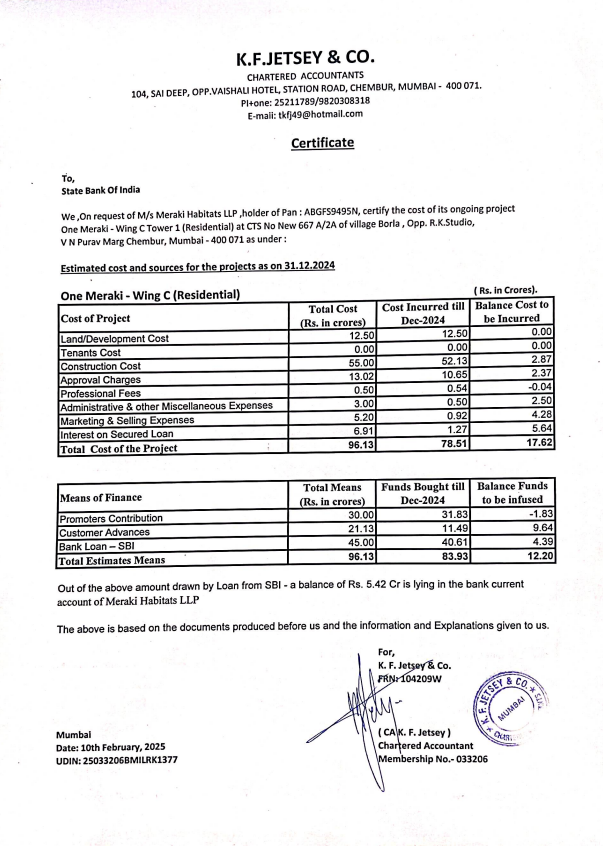 K.F.JETSEY & CO.
CHARTERED ACCOUNTANTS
104, SAI DEEP, OPP.VAISHALI HOTEL, STATION ROAD, CHEMBUR, MUMBAI - 400 071.
Pl+one: 25211789/9820308318
E-mail: tkfj49@hotmail.com
Certificate
To,
State Bank Of India
We ,On request of M/s Meraki Habitats LLP ,holder of Pan : ABGFS9495N, certify the cost of its ongoing project
One Meraki - Wing C Tower 1 (Residential) at CTS No New 667 A/2A of village Borla , Opp. R.K.Studio,
V N Purav Marg Chembur, Mumbai - 400 071 as under :
Estimated cost and sources for the projects as on 31.12.2024
One Meraki - Wing C (Residential) ( Rs. in Crores).
Cost of Project Total Cost (Rs. in crores) Cost Incurred till Dec-2024 Balance Cost to be Incurred
Land/Development Cost 12.50 12.50 0.00
Tenants Cost 0.00 0.00 0.00
Construction Cost 55.00 52.13 2.87
Approval Charges 13.02 10.65 2.37
Professional Fees 0.50 0.54 -0.04
Administrative & other Miscellaneous Expenses 3.00 0.50 2.50
Marketing & Selling Expenses 5.20 0.92 4.28
Interest on Secured Loan 6.91 1.27 5.64
Total Cost of the Project 96.13 78.51 17.62
Means of Finance Total Means (Rs. in crores) Funds Bought till Dec-2024 Balance Funds to be infused
Promoters Contribution 30.00 31.83 -1.83
Customer Advances 21.13 11.49 9.64
Bank Loan – SBI 45.00 40.61 4.39
Total Estimates Means 96.13 83.93 12.20
Out of the above amount drawn by Loan from SBI - a balance of Rs. 5.42 Cr is lying in the bank current
account of Meraki Habitats LLP
The above is based on the documents produced before us and the information and Explanations given to us.
For,
K. F. Jetsey & Co.
FRN: 104209W
K. F. JETSEY & CO.
MUMBAI
( CA K. F. Jetsey )
Chartered Accountant
Membership No.- 033206
Mumbai
Date: 10th February, 2025
UDIN: 25033206BMILRK1377